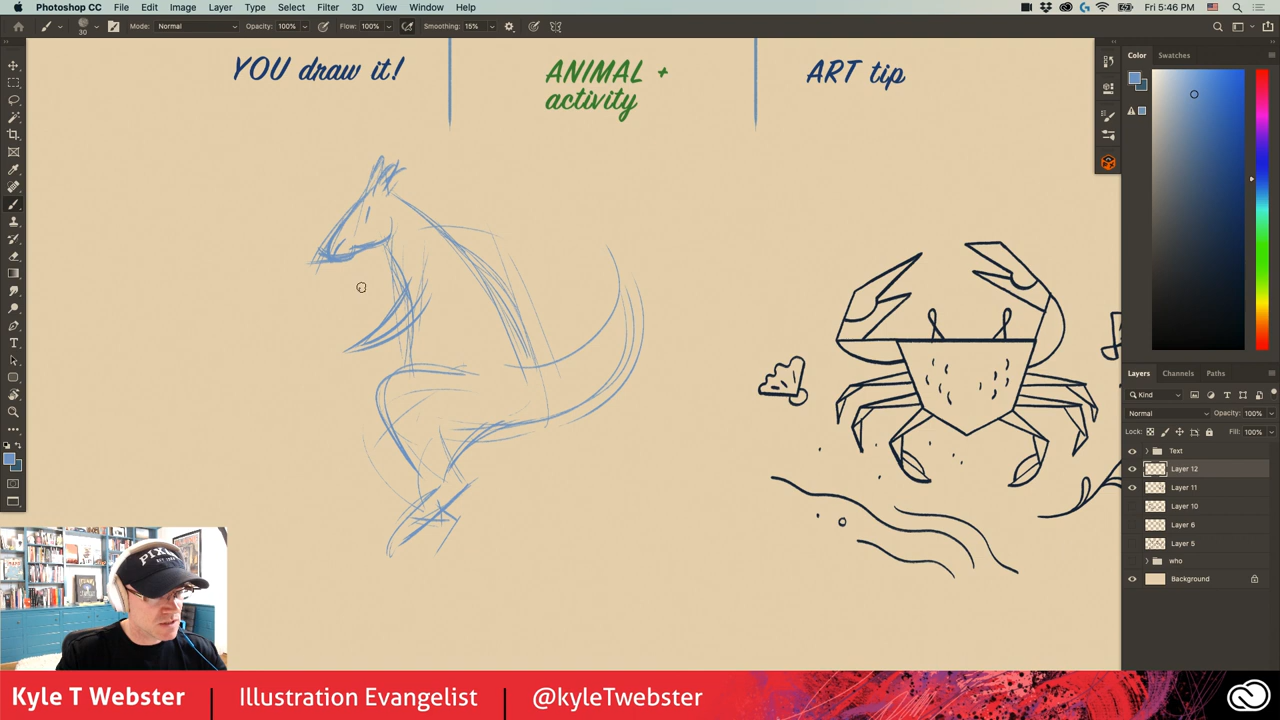 Photoshop CC File Edit Image Layer Type Select Filter 3D View Window Help Fri 5:46 PM
30 Mode: Normal Opacity: 100% Flow: 100% Smoothing: 15%
YOU draw it!
ANIMAL +
activity
ART tip
Color Swatches
Layers Channels Paths
Kind
Normal Opacity: 100%
Lock: Fill: 100%
Text
Layer 12
Layer 11
Layer 10
Layer 6
Layer 5
who
Background
PIXAR
Kyle T Webster | Illustration Evangelist | @kyleTwebster